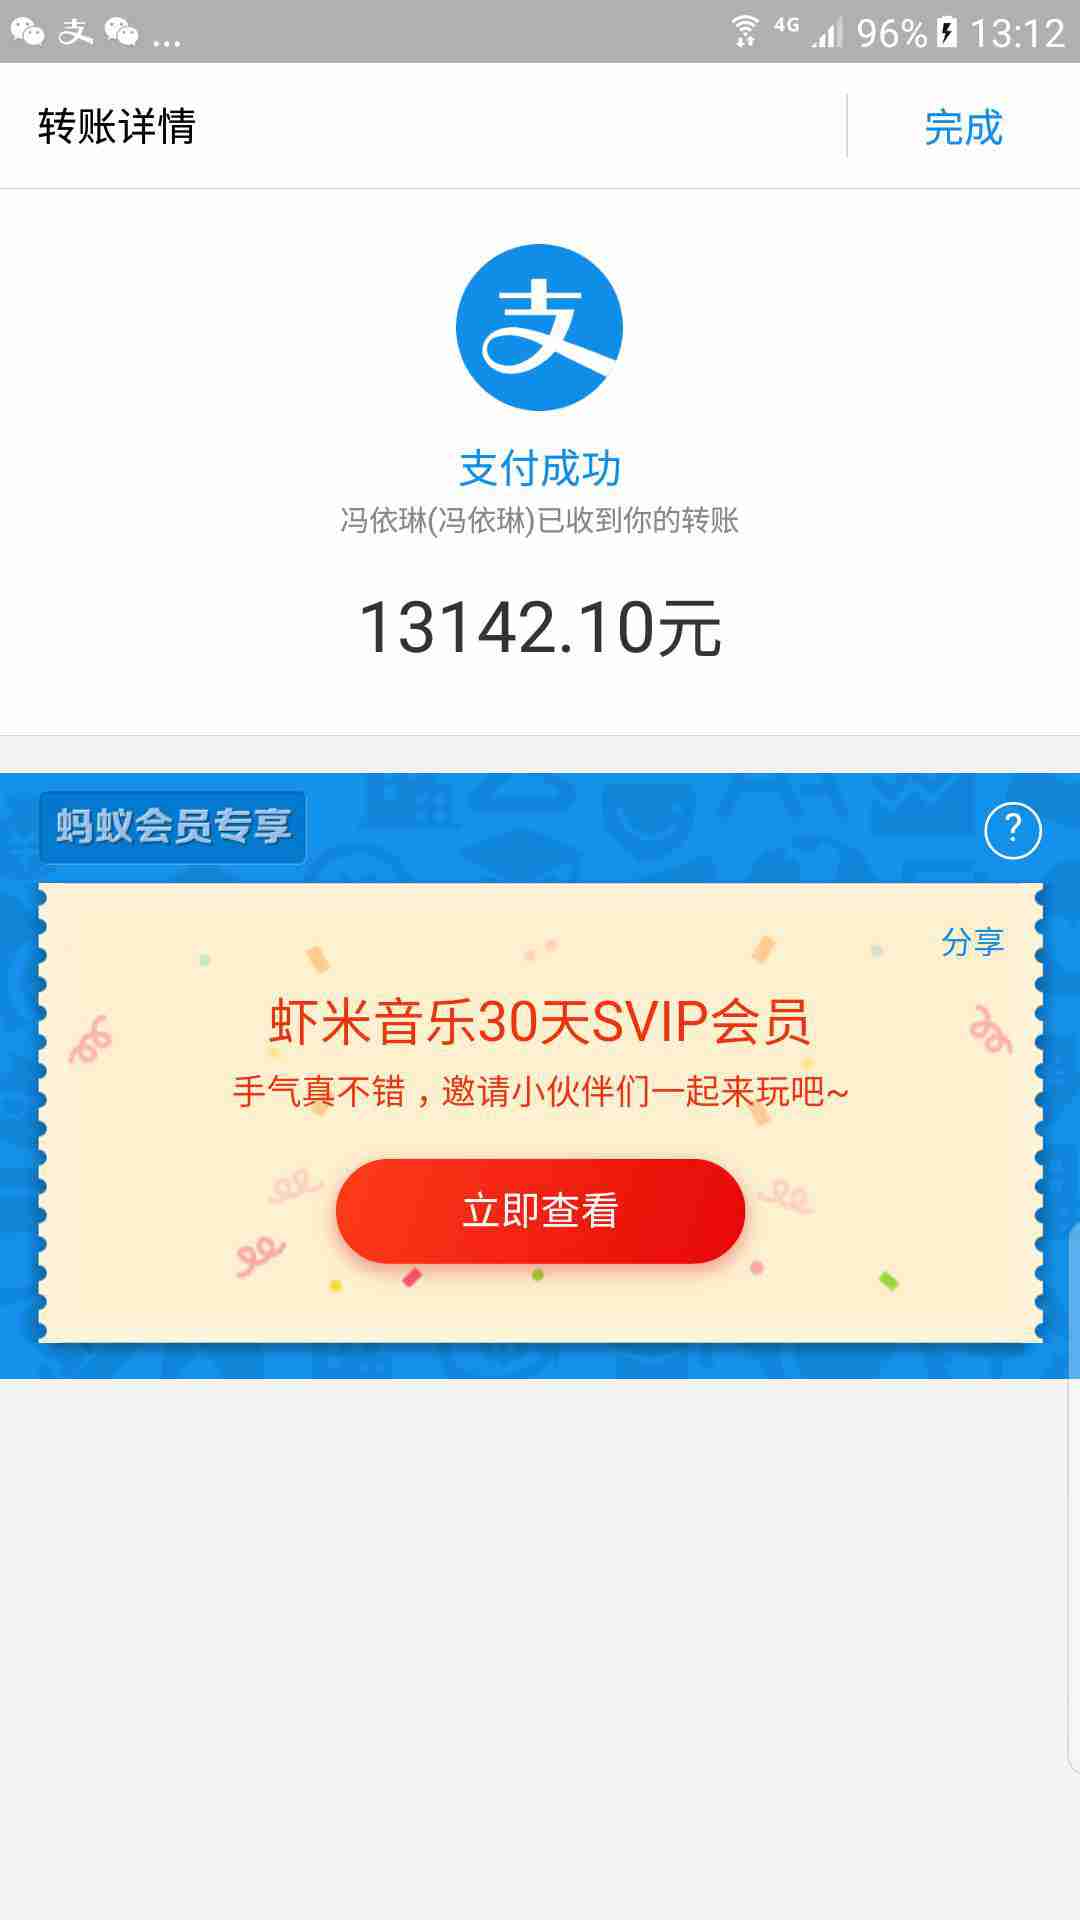 支 ... 4G 96% 13:12
转账详情 完成
支
支付成功
冯依琳(冯依琳)已收到你的转账
13142.10元
蚂蚁会员专享 ?
分享
虾米音乐30天SVIP会员
手气真不错，邀请小伙伴们一起来玩吧~
立即查看